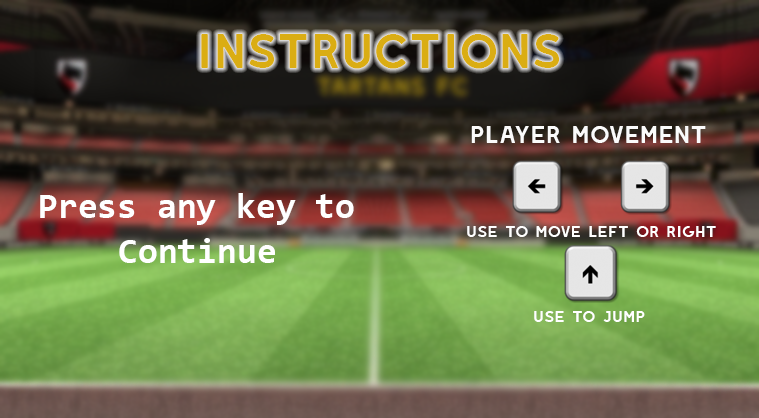 INSTRUCTIONS
TARTANS FC
PLAYER MOVEMENT
Press any key to
Continue
USE TO MOVE LEFT OR RIGHT
USE TO JUMP